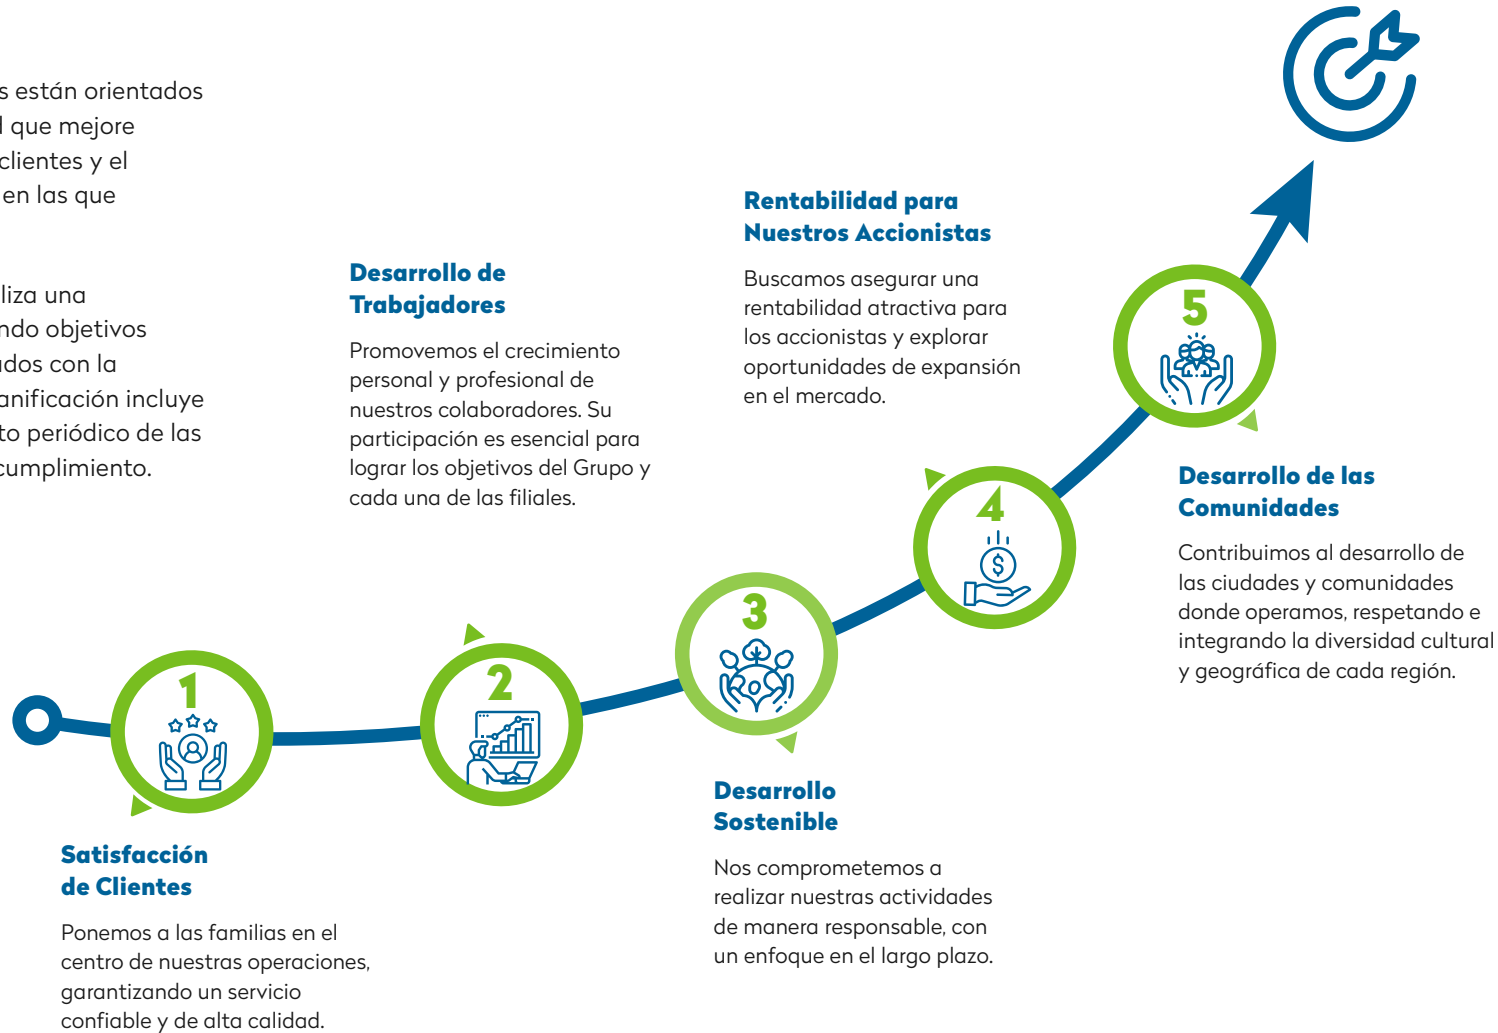 s están orientados
que mejore
clientes y el
en las que
liza una
ndo objetivos
ados con la
anificación incluye
to periódico de las
cumplimiento.
Desarrollo de
Trabajadores
Promovemos el crecimiento
personal y profesional de
nuestros colaboradores. Su
participación es esencial para
lograr los objetivos del Grupo y
cada una de las filiales.
Rentabilidad para
Nuestros Accionistas
Buscamos asegurar una
rentabilidad atractiva para
los accionistas y explorar
oportunidades de expansión
en el mercado.
5
Desarrollo de las
Comunidades
Contribuimos al desarrollo de
las ciudades y comunidades
donde operamos, respetando e
integrando la diversidad cultural
y geográfica de cada región.
4
$
3
2
1
Satisfacción
de Clientes
Ponemos a las familias en el
centro de nuestras operaciones,
garantizando un servicio
confiable y de alta calidad.
Desarrollo
Sostenible
Nos comprometemos a
realizar nuestras actividades
de manera responsable, con
un enfoque en el largo plazo.